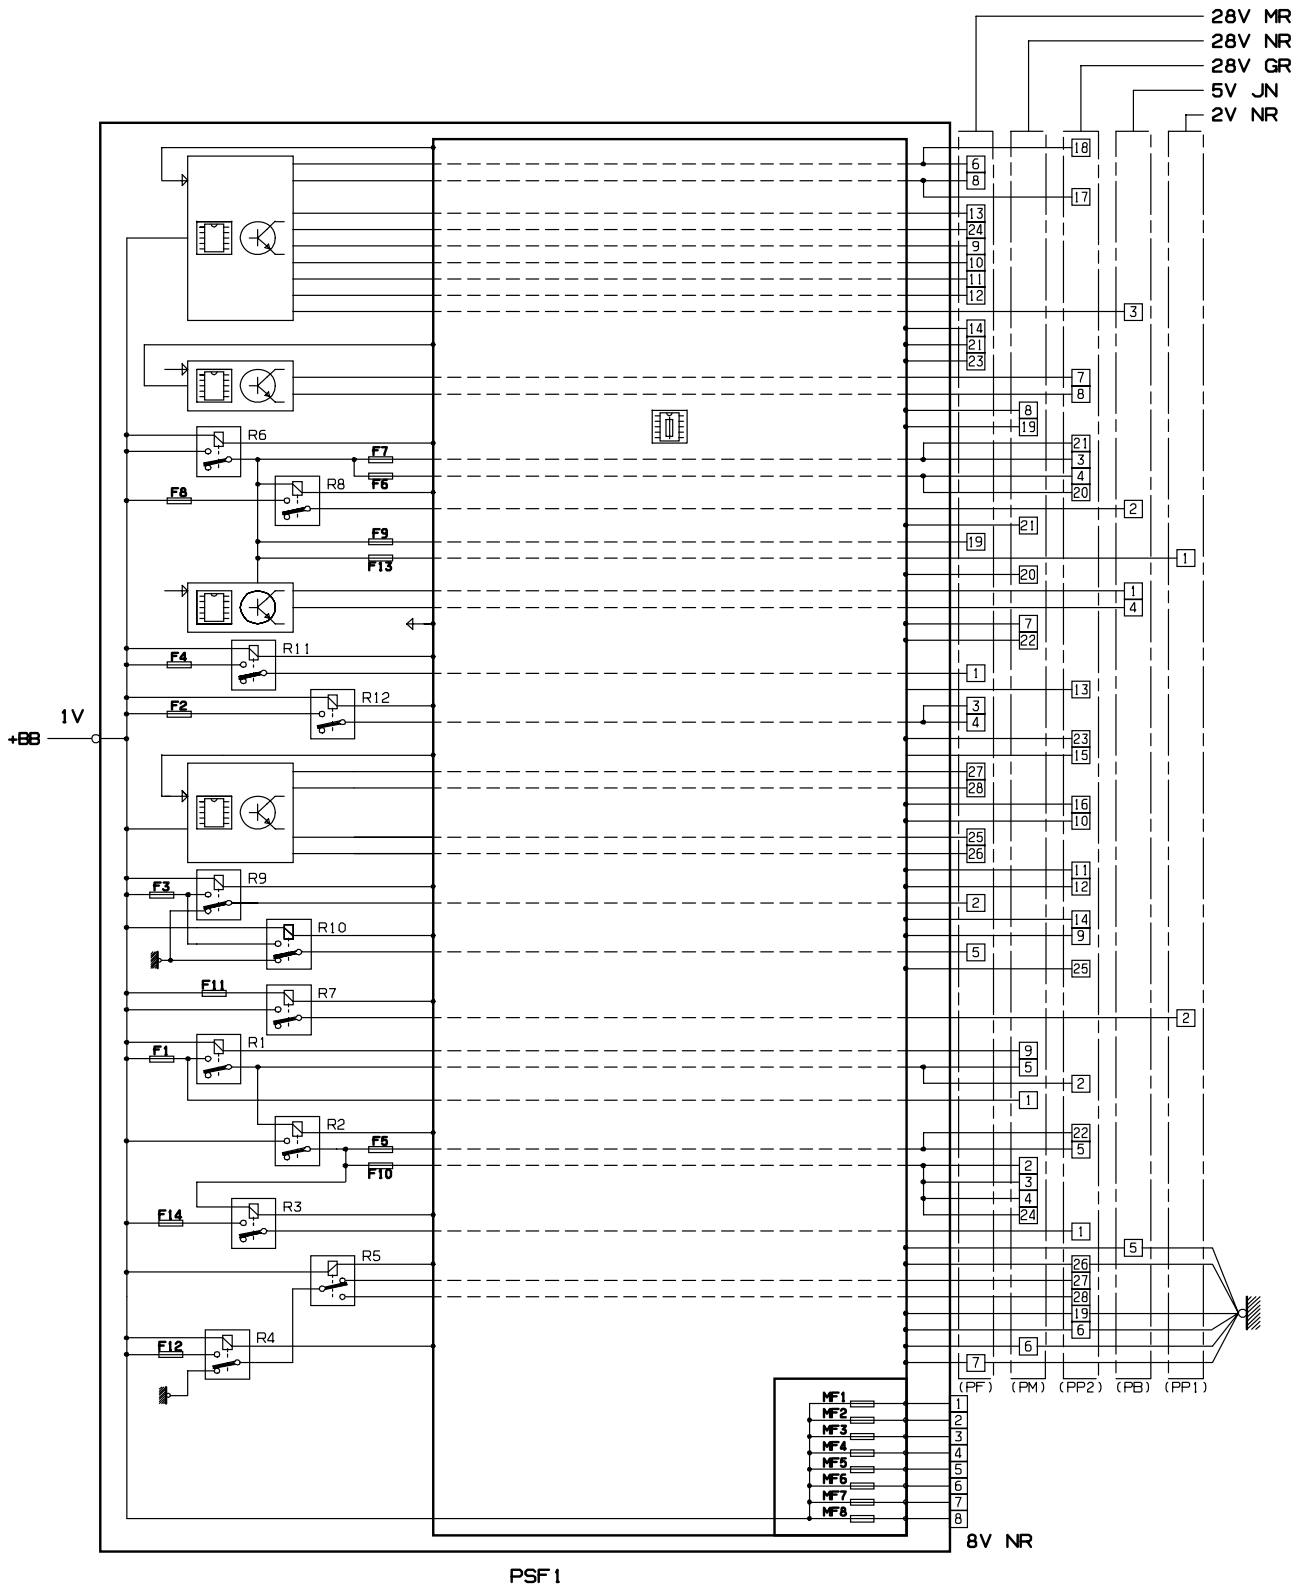 28V MR
28V NR
28V GR
5V JN
2V NR
18
6
8
17
13
24
9
10
11
12
3
14
21
23
7
8
8
19
R6
F7
21
3
F6
4
R8
20
F8
2
21
F9
19
F13
1
20
1
4
7
22
R11
F4
1
13
R12
F2
3
4
1V
+BB
23
15
27
28
16
10
25
26
11
R9
12
F3
2
14
R10
9
5
25
F11
R7
2
R1
9
F1
5
2
1
R2
22
F5
5
F10
2
3
4
R3
24
F14
1
5
R5
26
27
28
19
R4
6
F12
6
7
(PF) (PM) (PP2) (PB) (PP1)
MF1 1
MF2 2
MF3 3
MF4 4
MF5 5
MF6 6
MF7 7
MF8 8
8V NR
PSF1